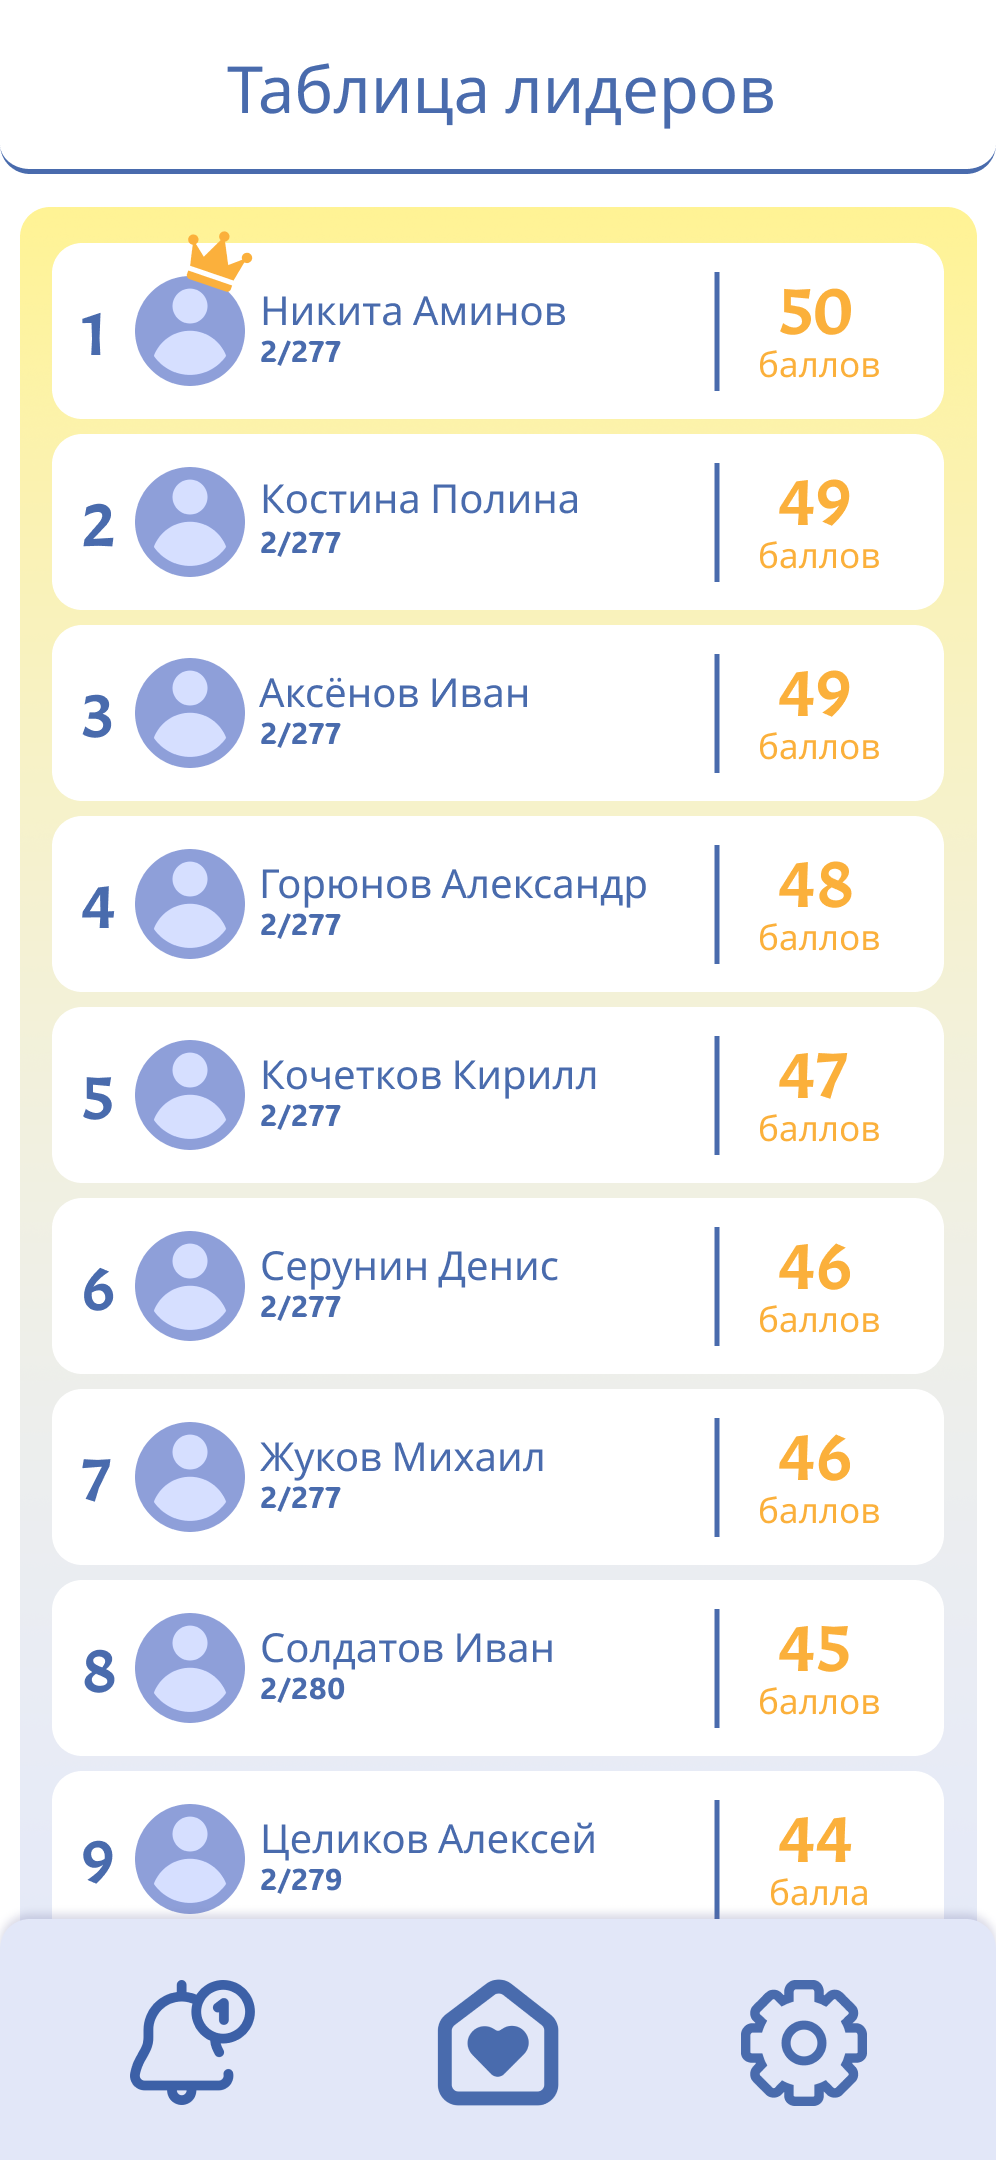 Таблица лидеров
1
Никита Аминов
2/277
50
баллов
2
Костина Полина
2/277
49
баллов
3
Аксёнов Иван
2/277
49
баллов
4
Горюнов Александр
2/277
48
баллов
5
Кочетков Кирилл
2/277
47
баллов
6
Серунин Денис
2/277
46
баллов
7
Жуков Михаил
2/277
46
баллов
8
Солдатов Иван
2/280
45
баллов
9
Целиков Алексей
2/279
44
балла
1